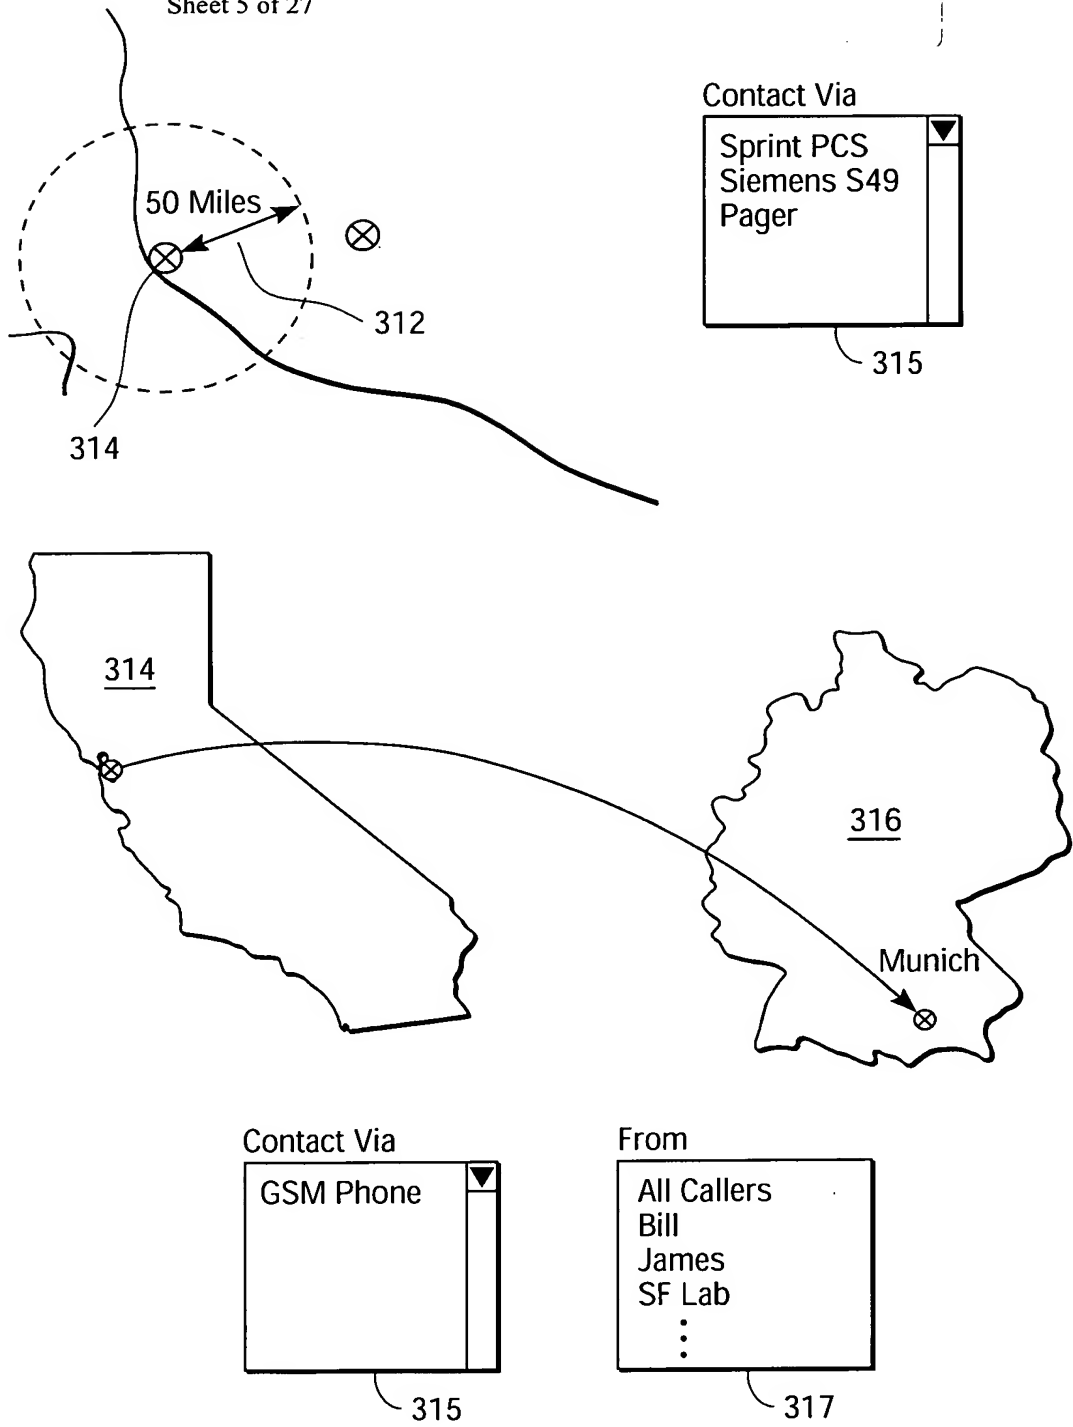 Sheet 5 of 27
Contact Via
Sprint PCS
Siemens S49
Pager
315
50 Miles
312
314
314
316
Munich
Contact Via
GSM Phone
315
From
All Callers
Bill
James
SF Lab
317